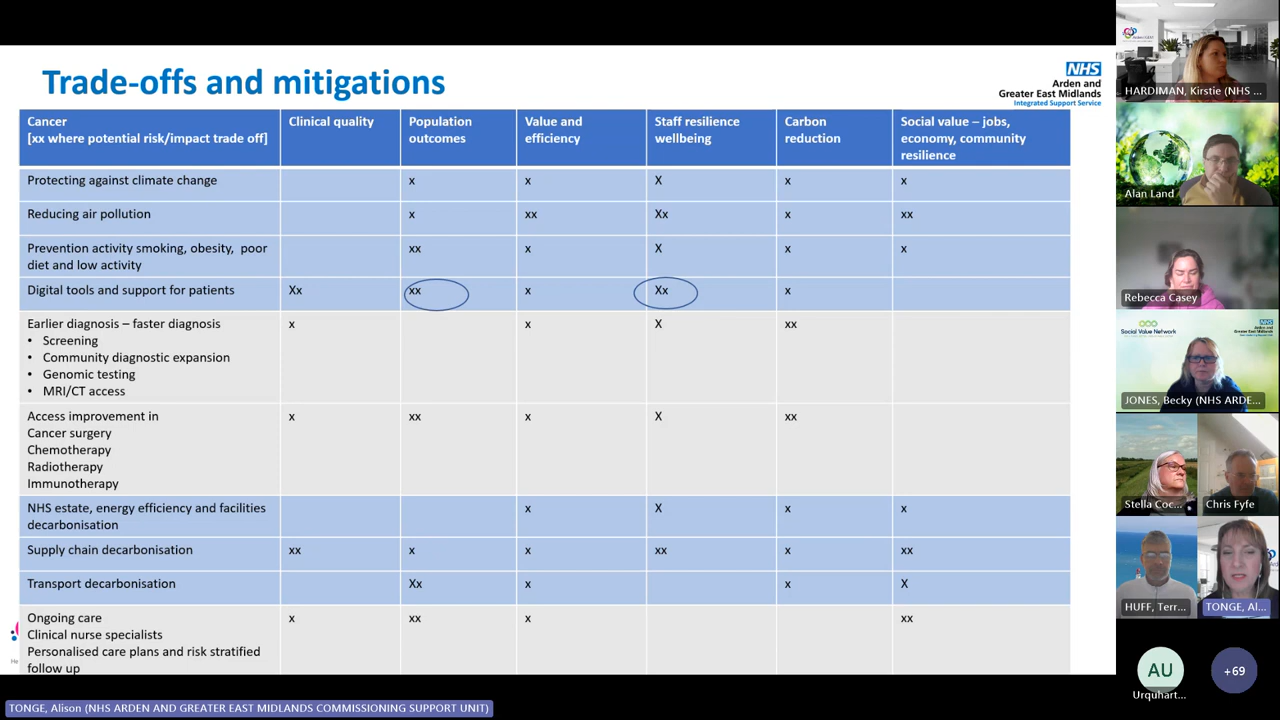 Trade-offs and mitigations
NHS
Arden and
Greater East Midlands
Integrated Support Service
Cancer
[xx where potential risk/impact trade off]
Clinical quality
Population
outcomes
Value and
efficiency
Staff resilience
wellbeing
Carbon
reduction
Social value – jobs,
economy, community
resilience
Protecting against climate change
x
x
X
x
x
Reducing air pollution
x
xx
Xx
x
xx
Prevention activity smoking, obesity, poor
diet and low activity
xx
x
X
x
x
Digital tools and support for patients
Xx
xx
x
Xx
x
Earlier diagnosis – faster diagnosis
• Screening
• Community diagnostic expansion
• Genomic testing
• MRI/CT access
x
x
X
xx
Access improvement in
Cancer surgery
Chemotherapy
Radiotherapy
Immunotherapy
x
xx
x
X
xx
NHS estate, energy efficiency and facilities
decarbonisation
x
X
x
x
Supply chain decarbonisation
xx
x
x
xx
x
xx
Transport decarbonisation
Xx
x
x
X
Ongoing care
Clinical nurse specialists
Personalised care plans and risk stratified
follow up
x
xx
x
xx
HARDIMAN, Kirstie (NHS ...
Alan Land
Rebecca Casey
Social Value Network
NHS
JONES, Becky (NHS ARDE...
Stella Coc...
Chris Fyfe
HUFF, Terr...
TONGE, Al...
AU
Urquhart...
+69
TONGE, Alison (NHS ARDEN AND GREATER EAST MIDLANDS COMMISSIONING SUPPORT UNIT)